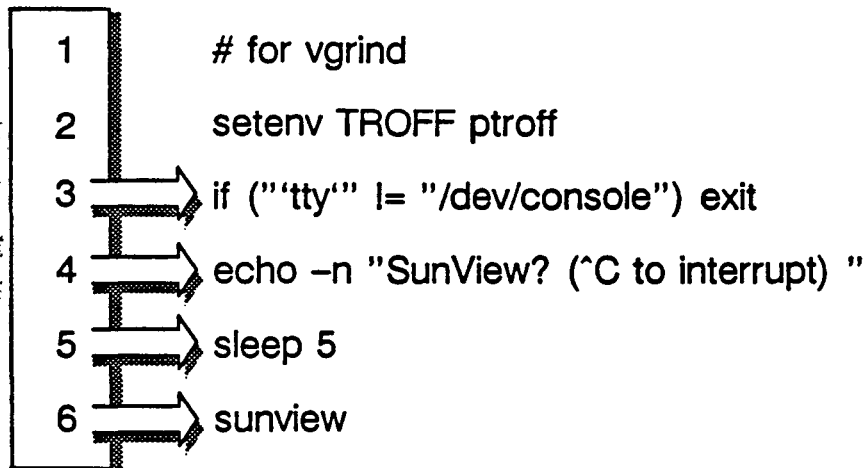 1 # for vgrind
2 setenv TROFF ptroff
3 if ("‘tty‘" != "/dev/console") exit
4 echo –n "SunView? (^C to interrupt) "
5 sleep 5
6 sunview